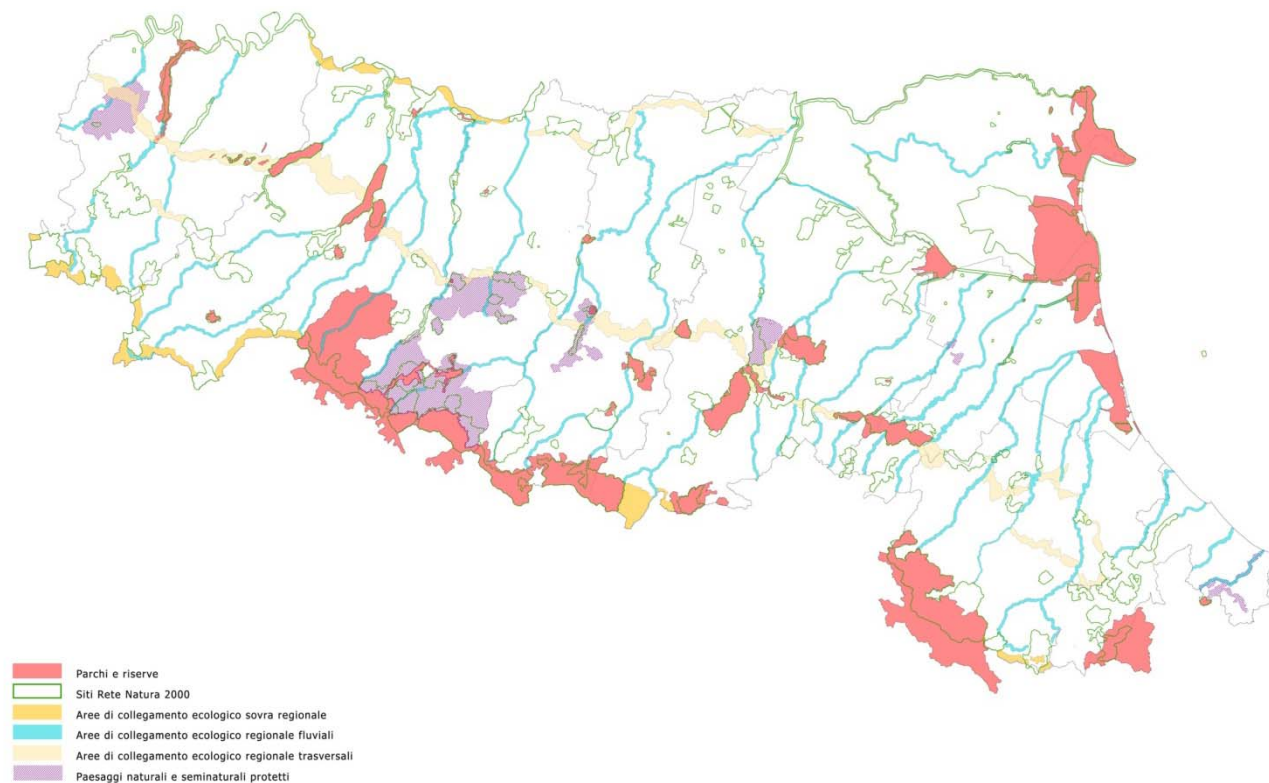 Parchi e riserve
Siti Rete Natura 2000
Aree di collegamento ecologico sovra regionale
Aree di collegamento ecologico regionale fluviali
Aree di collegamento ecologico regionale trasversali
Paesaggi naturali e seminaturali protetti